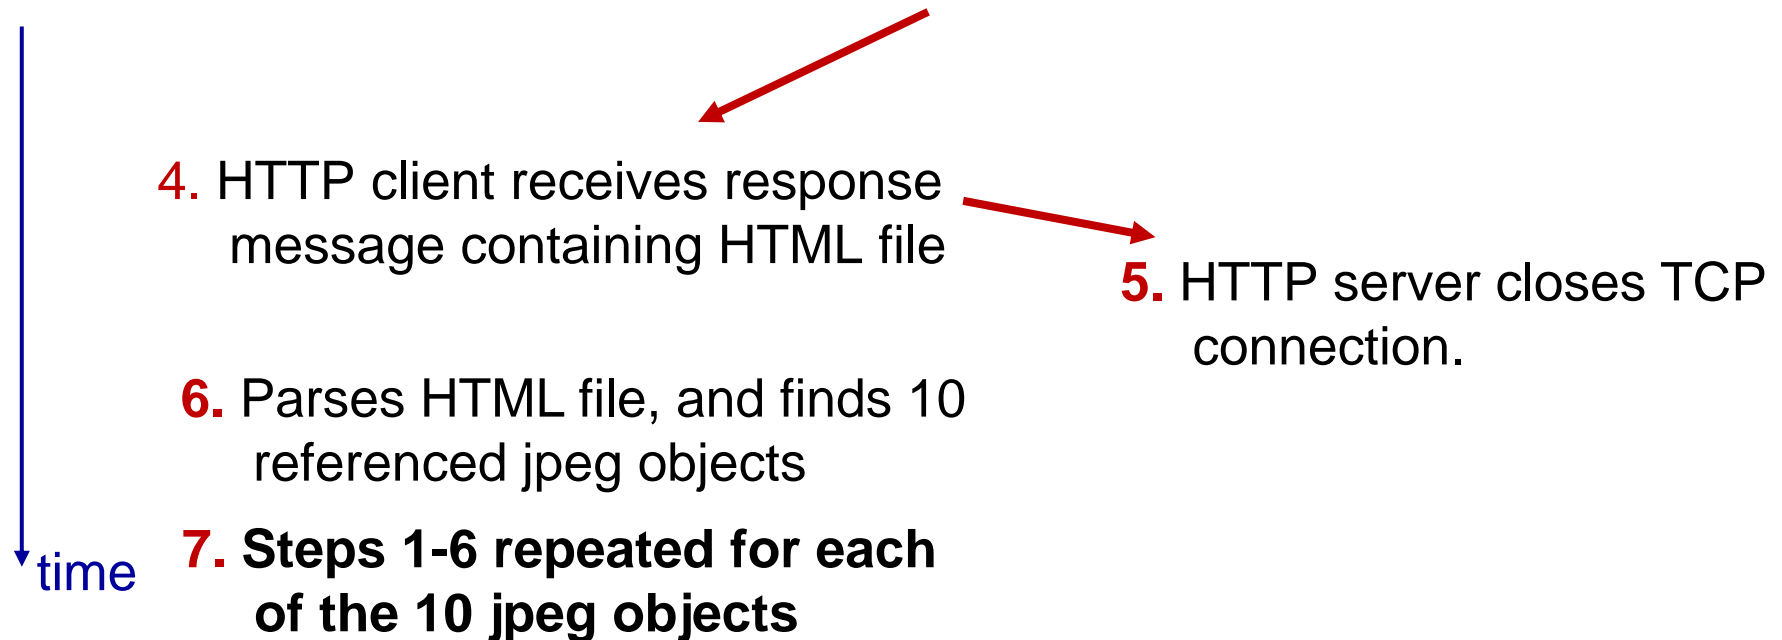 4. HTTP client receives response
message containing HTML file
5. HTTP server closes TCP
connection.
6. Parses HTML file, and finds 10
referenced jpeg objects
7. Steps 1-6 repeated for each
of the 10 jpeg objects
time